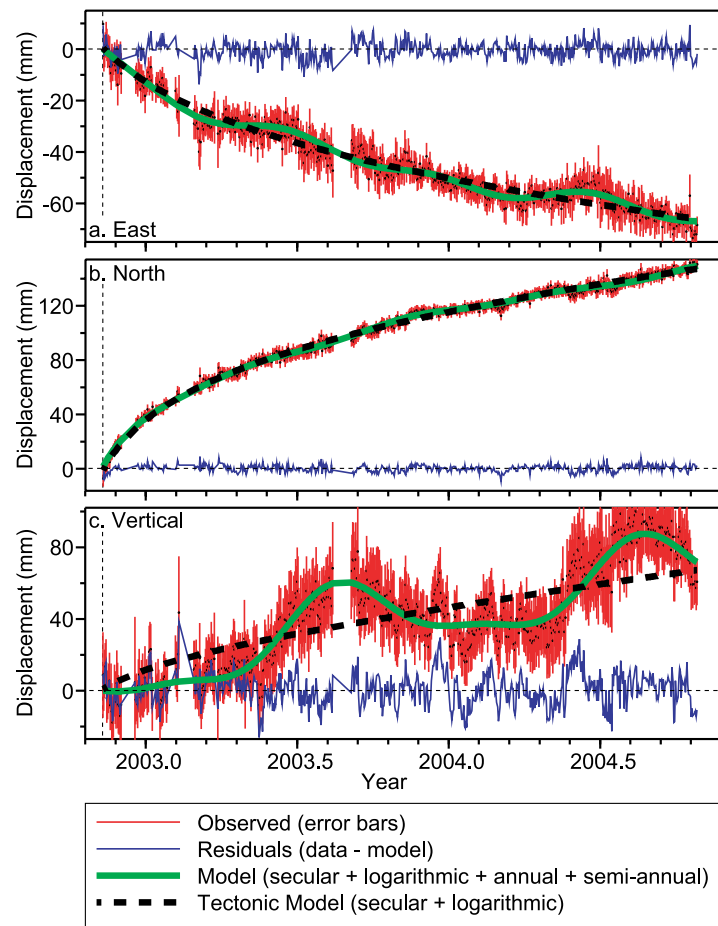 Displacement (mm)
0
-20
-40
-60
a. East
Displacement (mm)
120
80
40
0
b. North
Displacement (mm)
80
40
0
c. Vertical
2003.0
2003.5
2004.0
2004.5
Year
Observed (error bars)
Residuals (data - model)
Model (secular + logarithmic + annual + semi-annual)
Tectonic Model (secular + logarithmic)